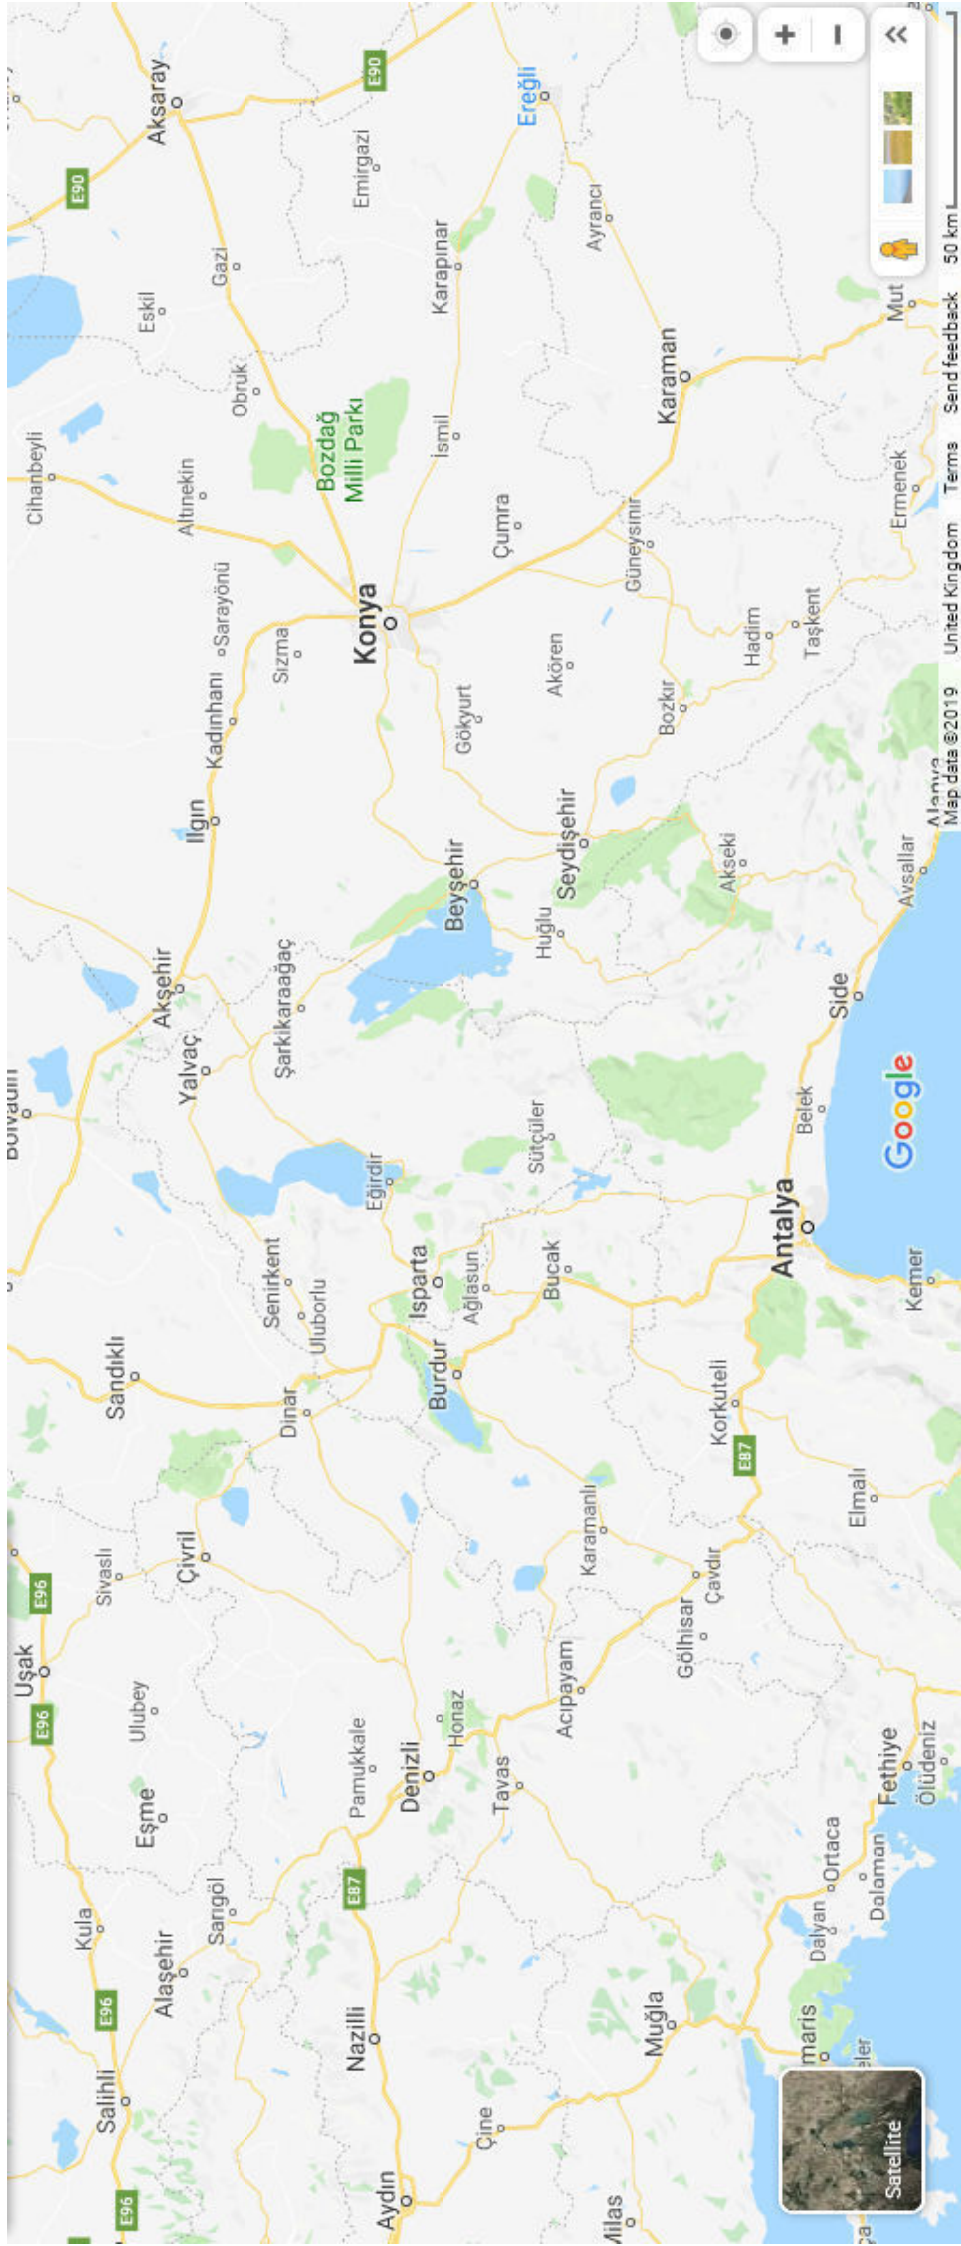 Aksaray
E90
E90
Ereğli
Emirgazi
Gazi
Eskil
Karapınar
Ayrancı
Obruk
Mut
Cihanbeyli
Altınekin
Bozdağ
Milli Parkı
İsmil
Karaman
Ermenek
Çumra
Güneysınır
Sarayönü
Konya
Sızma
Kadınhanı
Hadim
Taşkent
Akören
Gökyurt
Bozkır
Ilgın
Beyşehir
Seydişehir
Akseki
Avsallar
Alanya
Huğlu
Akşehir
Şarkikaraağaç
Side
Yalvaç
Bolvadin
Belek
Sütçüler
Eğirdir
Google
Antalya
Kemer
Senirkent
Uluborlu
Isparta
Ağlasun
Bucak
Sandıklı
Dinar
Burdur
Korkuteli
E87
Elmalı
Karamanlı
Çavdır
Gölhisar
Çivril
Sivaslı
E96
Uşak
E96
Ulubey
Acıpayam
Honaz
Pamukkale
Denizli
Tavas
Fethiye
Ölüdeniz
Eşme
Ortaca
Dalaman
Dalyan
E87
Sarıgöl
Kula
Alaşehir
E96
Nazilli
Muğla
maris
eler
Salihli
Çine
Aydın
E96
Milas
ça
Satellite
Map data ©2019
United Kingdom
Terms
Send feedback
50 km